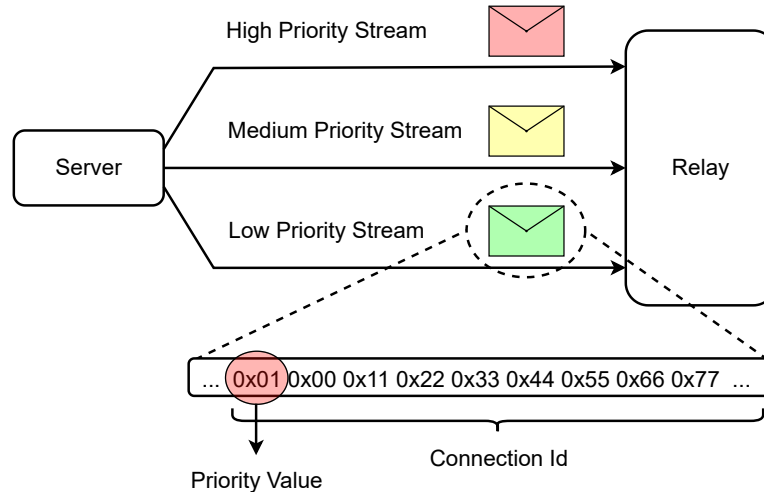 High Priority Stream
Medium Priority Stream
Server
Relay
Low Priority Stream
... 0x01 0x00 0x11 0x22 0x33 0x44 0x55 0x66 0x77 ...
Connection Id
Priority Value